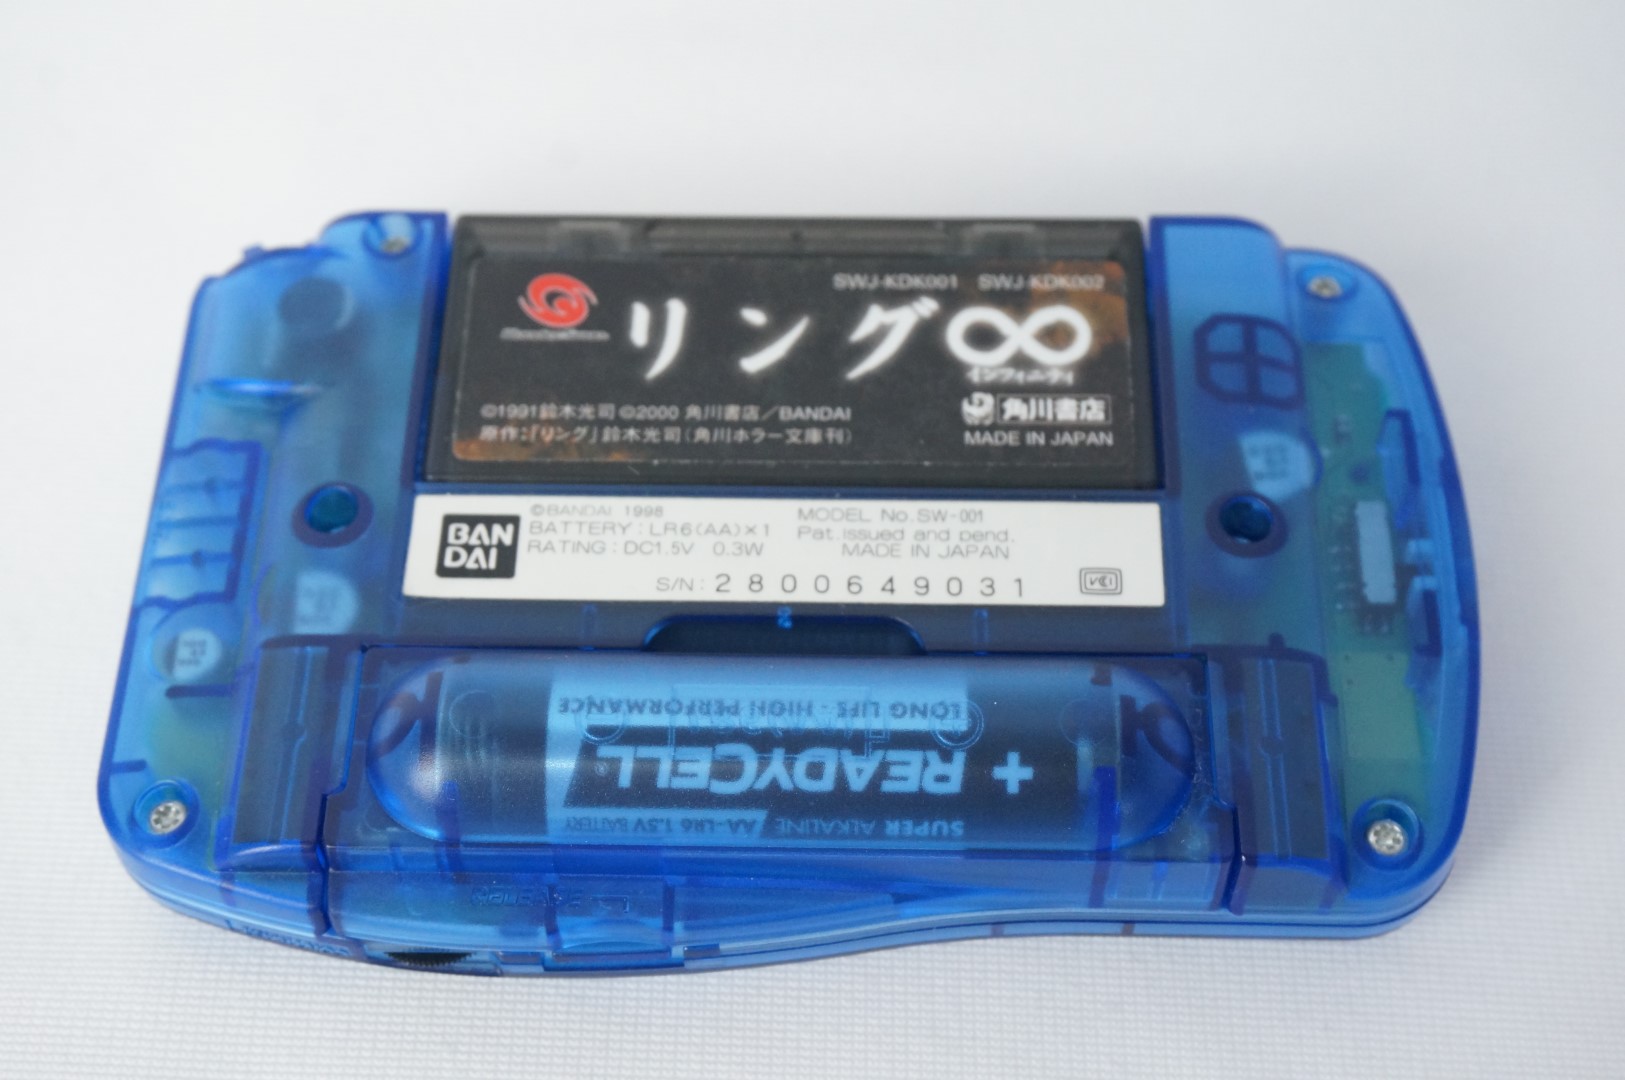 SWJ-KDK001 SWJ-KDK002
WonderSwan
リング∞
インフィニティ
©1991鈴木光司 ©2000 角川書店/BANDAI
原作:「リング」鈴木光司(角川ホラー文庫刊)
角川書店
MADE IN JAPAN
BAN
DAI
©BANDAI 1998
BATTERY : LR6(AA)×1
RATING : DC1.5V 0.3W
MODEL No. SW-001
Pat. issued and pend.
MADE IN JAPAN
S/N: 2800649031
VCCI
LONG LIFE - HIGH PERFORMANCE
+ READYCELL
SUPER ALKALINE AA-LR6 1.5V BATTERY